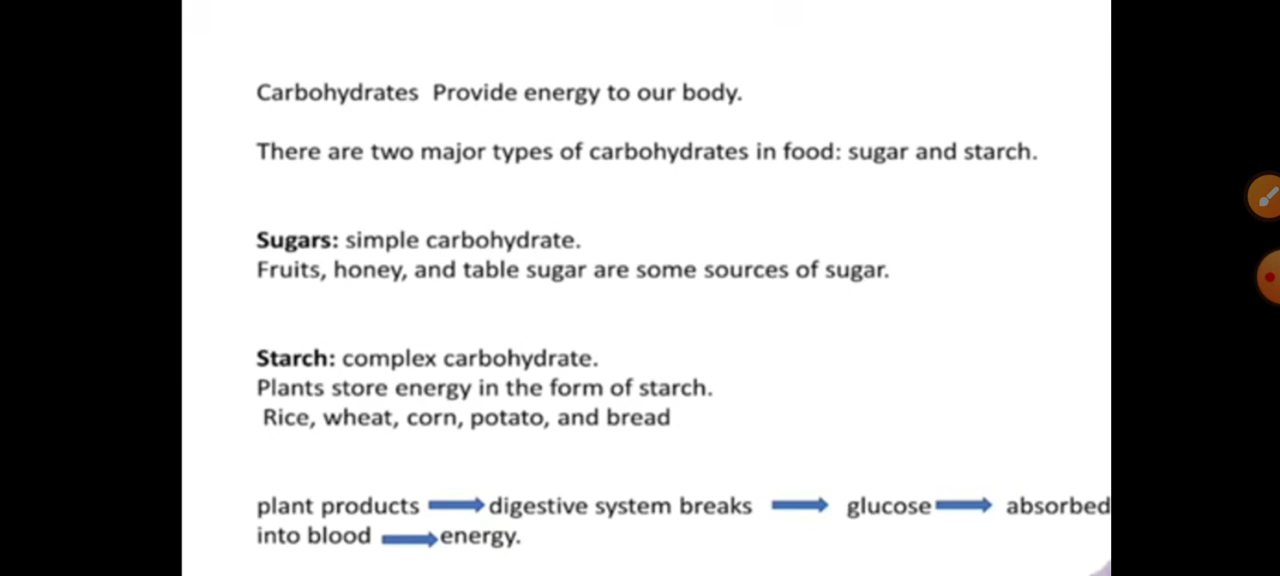 Carbohydrates  Provide energy to our body.
There are two major types of carbohydrates in food: sugar and starch.
Sugars: simple carbohydrate.
Fruits, honey, and table sugar are some sources of sugar.
Starch: complex carbohydrate.
Plants store energy in the form of starch.
Rice, wheat, corn, potato, and bread
plant products digestive system breaks glucose absorbed
into blood energy.